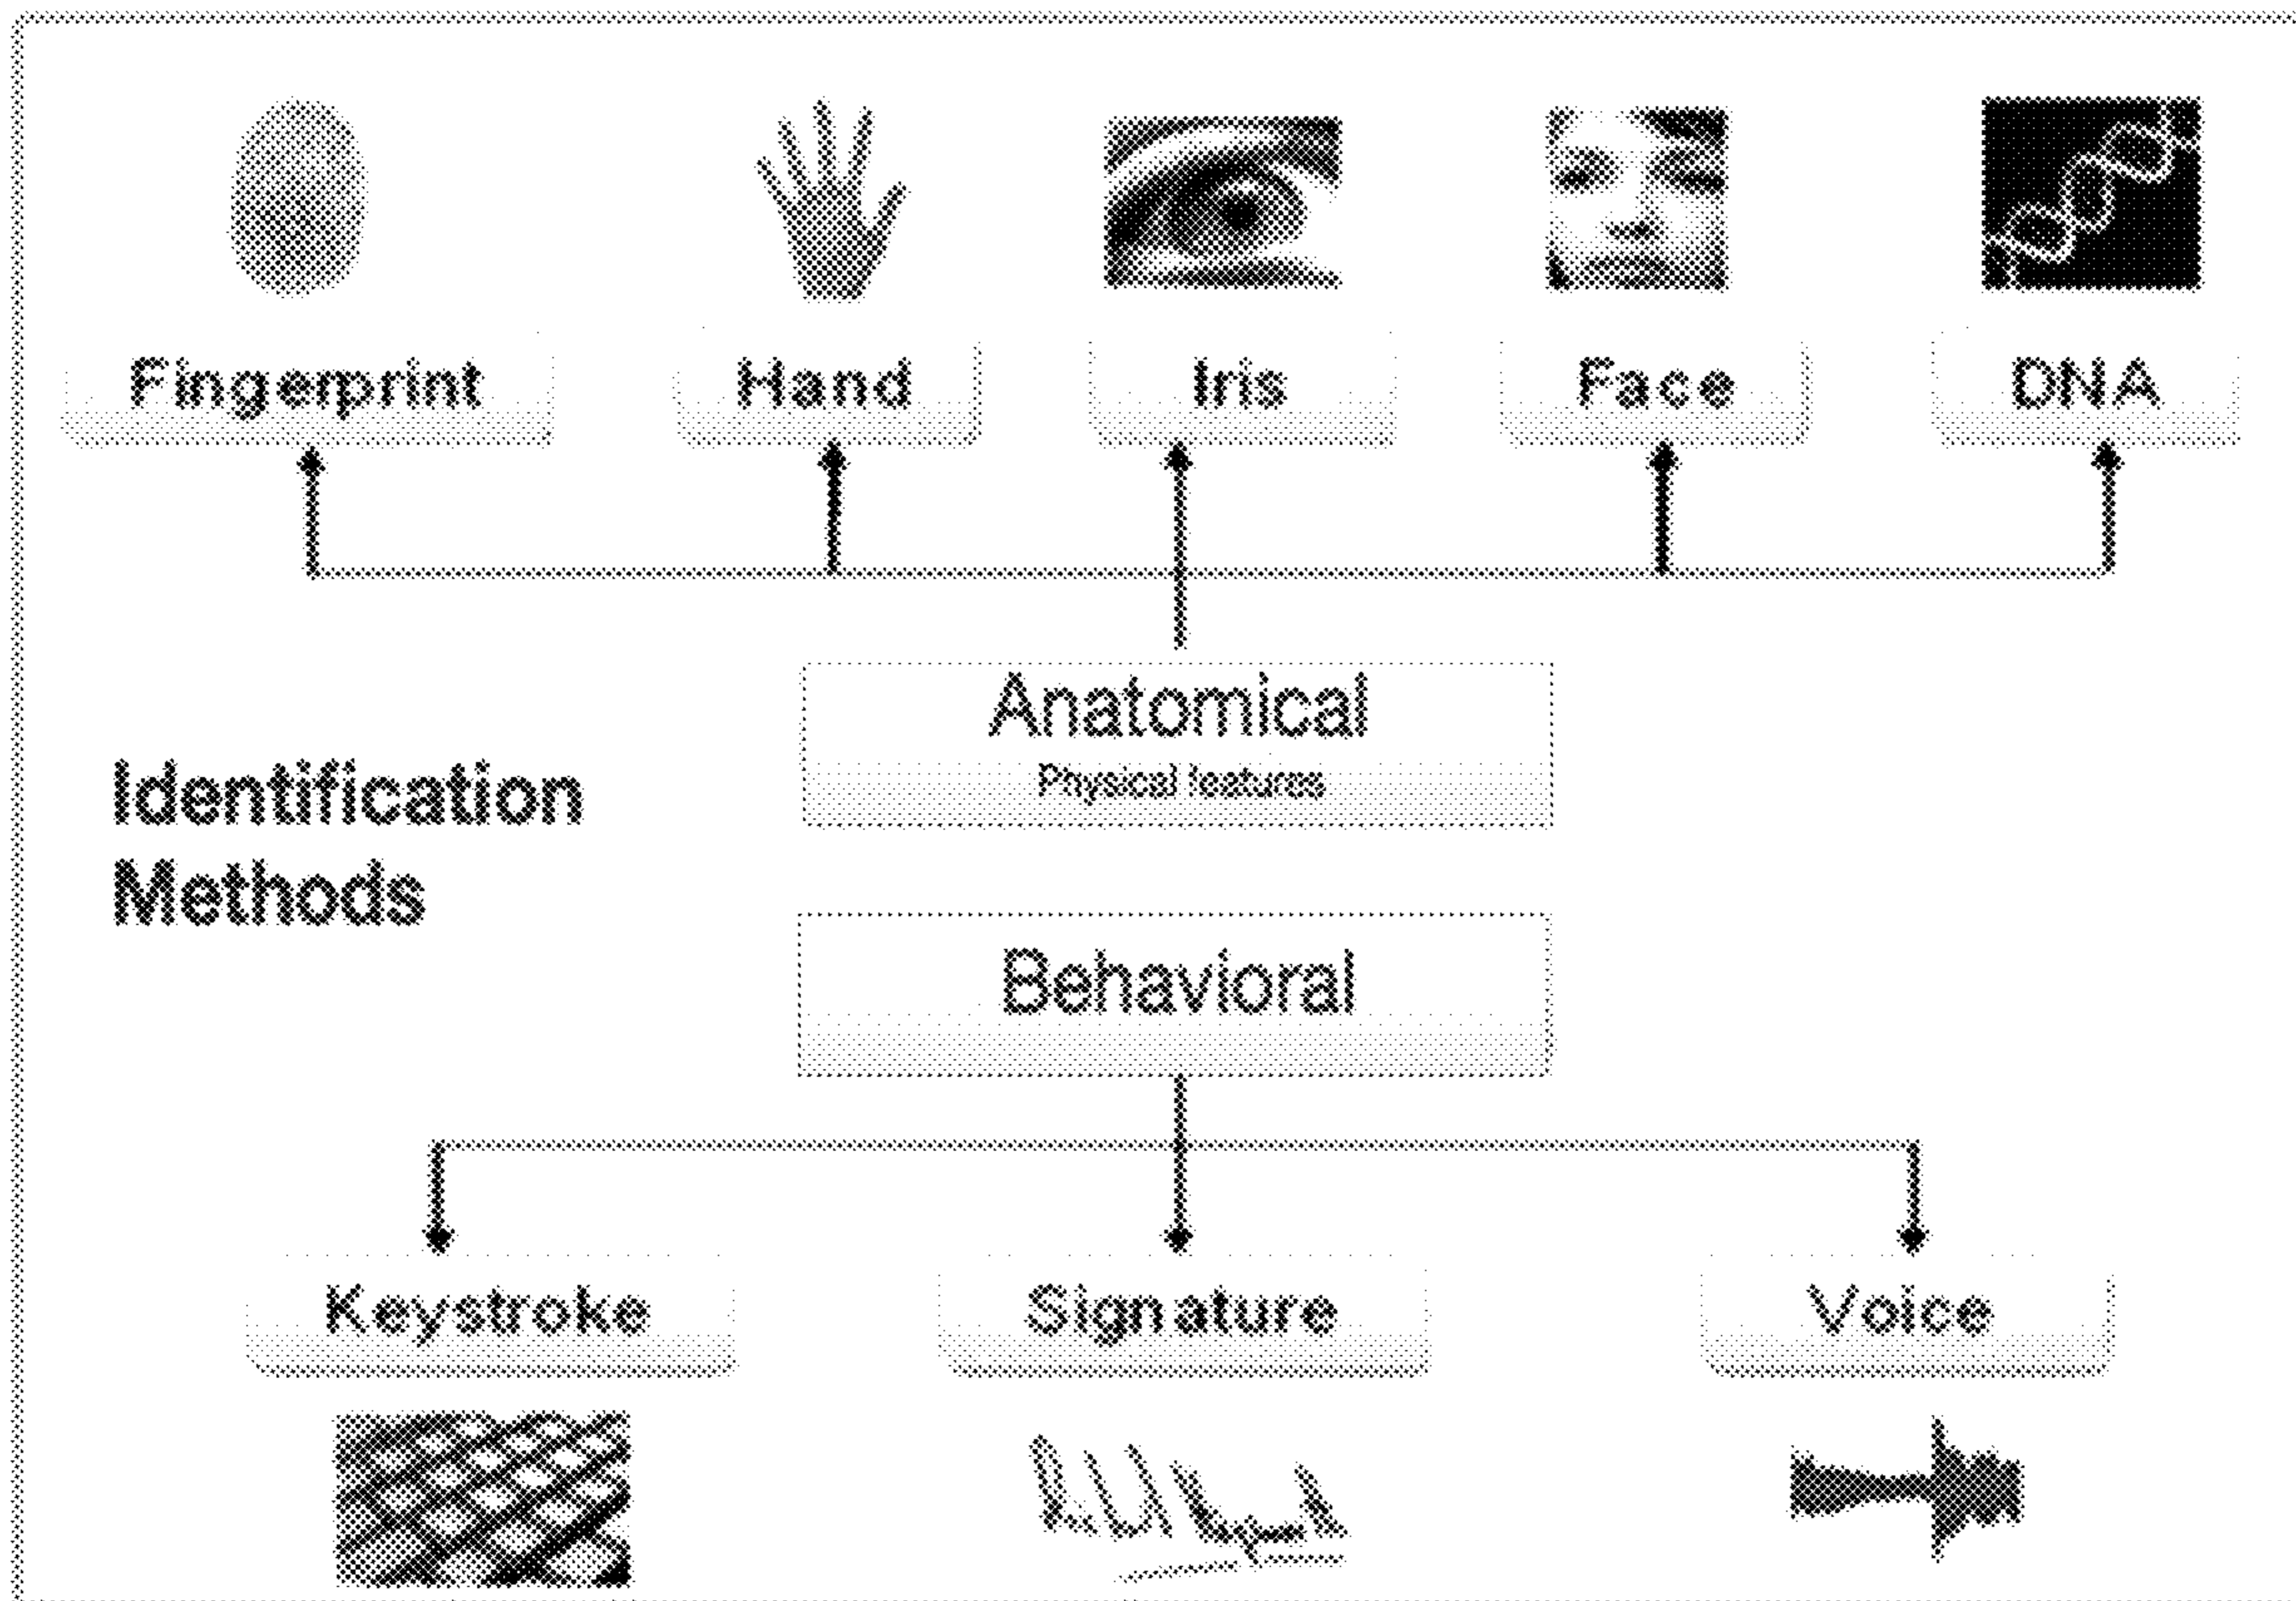 Fingerprint
Hand
Iris
Face
DNA
Anatomical
Physical features
Identification
Methods
Behavioral
Keystroke
Signature
Voice